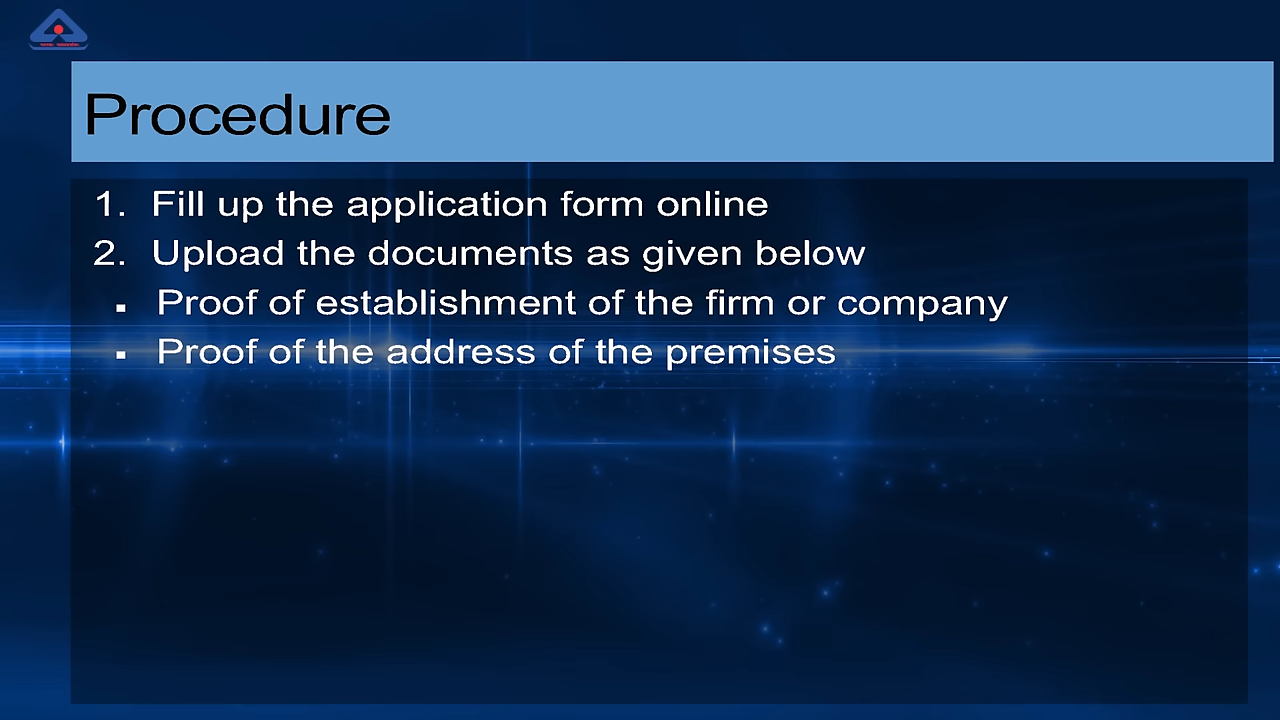 Procedure
1. Fill up the application form online
2. Upload the documents as given below
▪ Proof of establishment of the firm or company
▪ Proof of the address of the premises